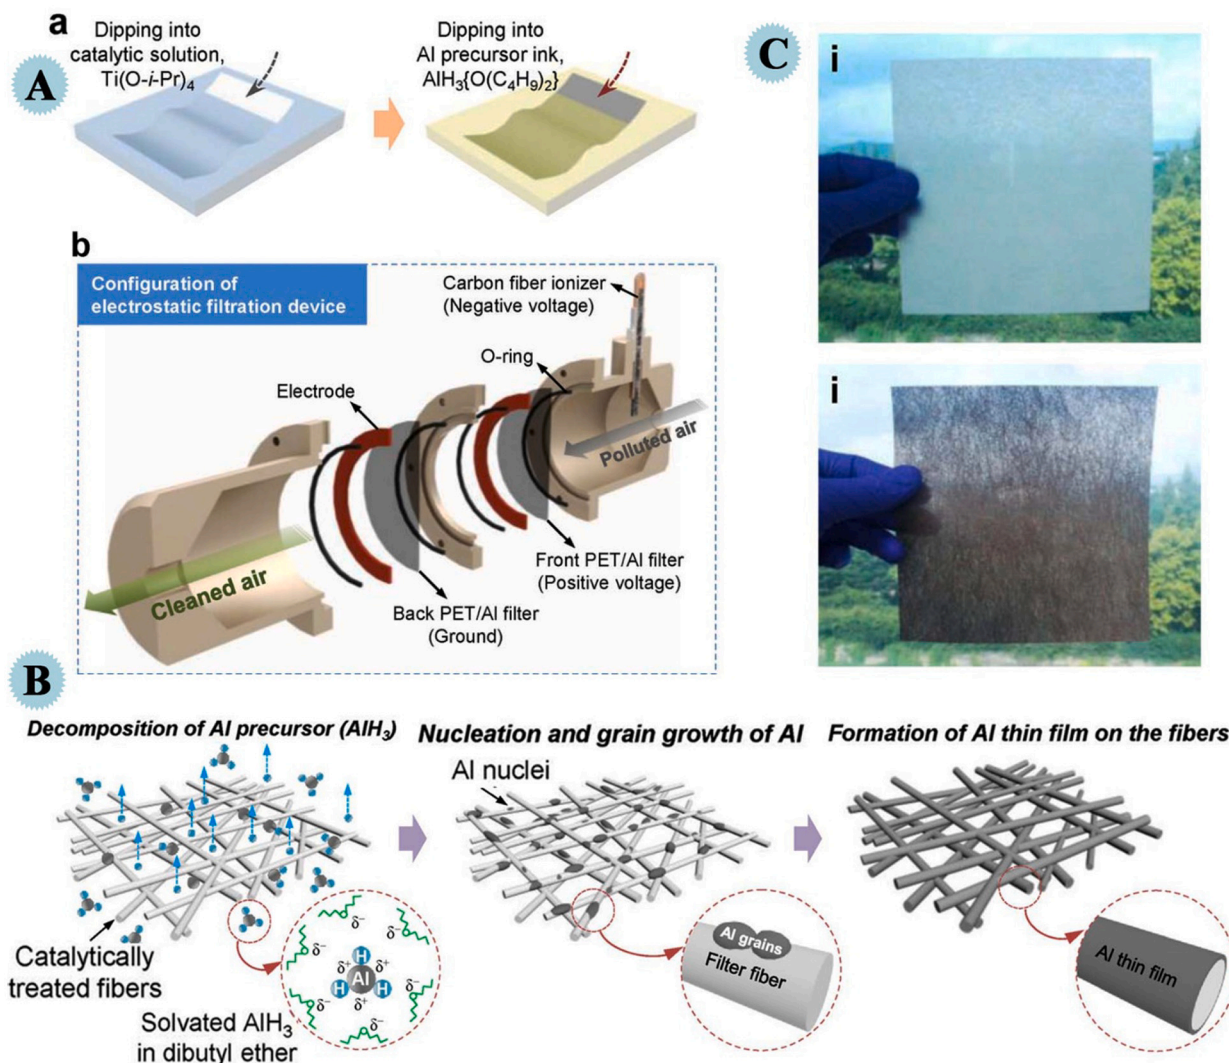 a
A
Dipping into
catalytic solution,
Ti(O-i-Pr)₄
Dipping into
Al precursor ink,
AlH₃{O(C₄H₉)₂}
b
Configuration of
electrostatic filtration device
Carbon fiber ionizer
(Negative voltage)
O-ring
Electrode
Polluted air
Front PET/Al filter
(Positive voltage)
Cleaned air
Back PET/Al filter
(Ground)
C
i
i
B
Decomposition of Al precursor (AlH₃)
Catalytically
treated fibers
Solvated AlH₃
in dibutyl ether
δ⁻
δ⁻
δ⁻
δ⁻
δ⁻
δ⁻
δ⁻
H
δ⁺
δ⁺
Al
H
H
δ⁺
Nucleation and grain growth of Al
Al nuclei
Al grains
Filter fiber
Formation of Al thin film on the fibers
Al thin film